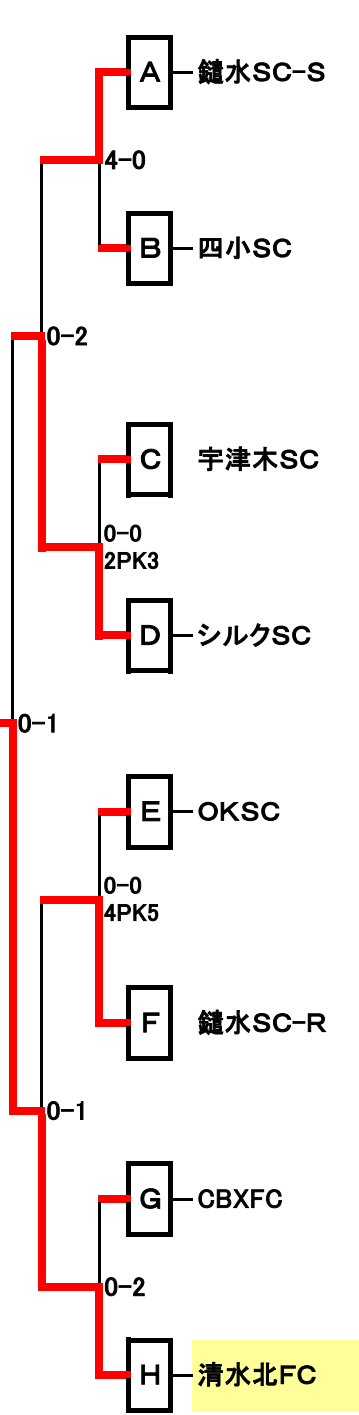 A 鑓水SC-S
4-0
B 四小SC
0-2
C 宇津木SC
0-0
2PK3
D シルクSC
0-1
E OKSC
0-0
4PK5
F 鑓水SC-R
0-1
G CBXFC
0-2
H 清水北FC